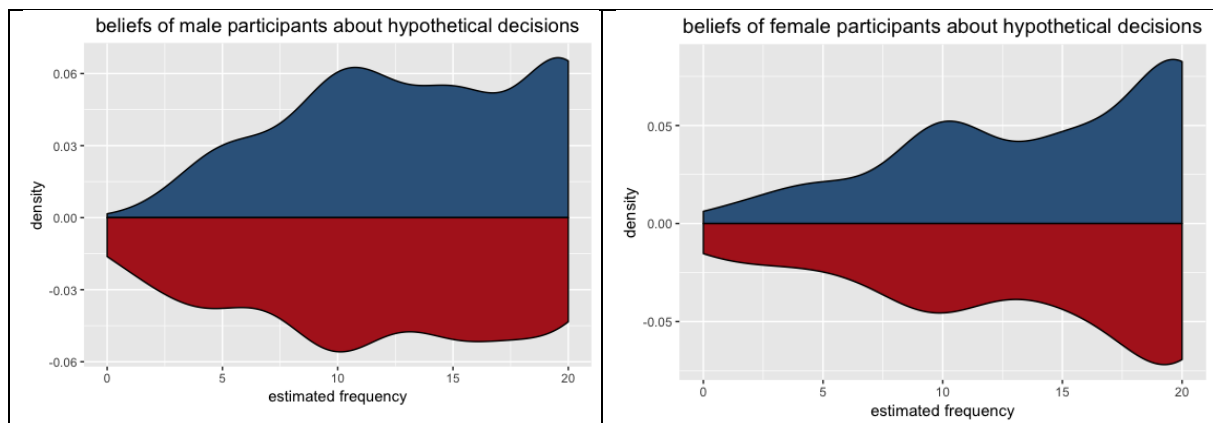 beliefs of male participants about hypothetical decisions
0.06
0.03
0.00
-0.03
-0.06
density
0 5 10 15 20
estimated frequency
beliefs of female participants about hypothetical decisions
0.05
0.00
-0.05
density
0 5 10 15 20
estimated frequency